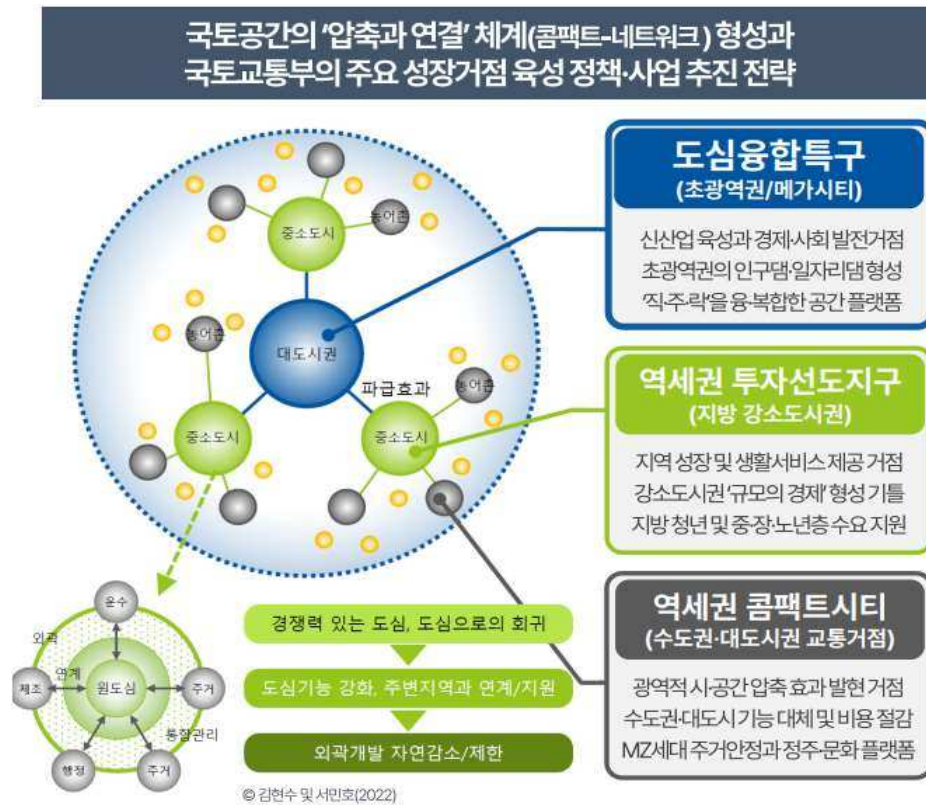 국토공간의 '압축과 연결' 체계(콤팩트-네트워크) 형성과
국토교통부의 주요 성장거점 육성 정책·사업 추진 전략
중소도시
농어촌
농어촌
대도시권
파급효과
농어촌
중소도시
중소도시
도심융합특구
(초광역권/메가시티)
신산업 육성과 경제·사회 발전거점
초광역권의 인구댐·일자리댐 형성
'직·주·락'을 융·복합한 공간 플랫폼
역세권 투자선도지구
(지방 강소도시권)
지역 성장 및 생활서비스 제공 거점
강소도시권 '규모의 경제' 형성 기틀
지방 청년 및 중·장·노년층 수요 지원
역세권 콤팩트시티
(수도권·대도시권 교통거점)
광역적 시·공간 압축 효과 발현 거점
수도권·대도시 기능 대체 및 비용 절감
MZ세대 주거안정과 정주·문화 플랫폼
운수
외곽
연계
제조
원도심
주거
통합관리
행정
주거
경쟁력 있는 도심, 도심으로의 회귀
도심기능 강화, 주변지역과 연계/지원
외곽개발 자연감소/제한
© 김현수 및 서민호(2022)